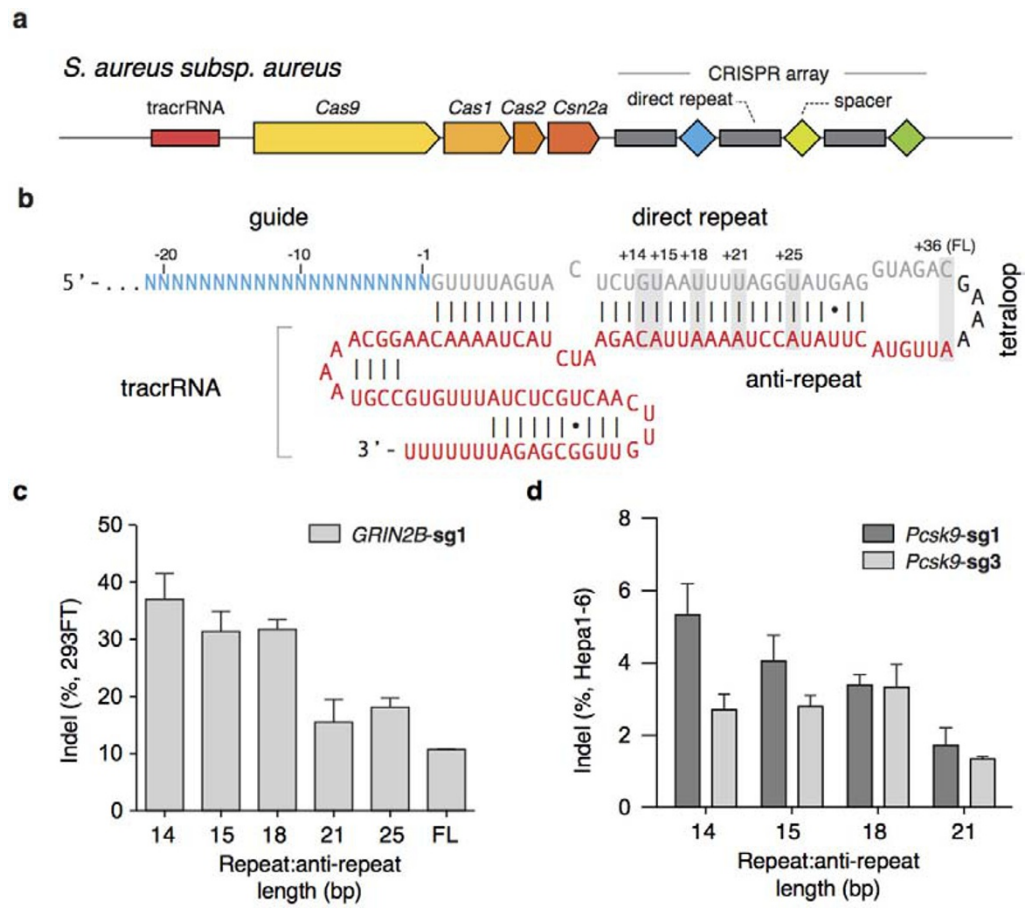 a
S. aureus subsp. aureus
CRISPR array
tracrRNA
Cas9
Cas1
Cas2
Csn2a
direct repeat
spacer
b
guide
direct repeat
-20
-10
-1
+14
+15
+18
+21
+25
+36 (FL)
5'-...NNNNNNNNNNNNNNNNNNNNNGUUUUAGUA
C
UCUGUAAUUUUAGGUAUGAG
GUAGAC
G
A
A
A
tetraloop
ACGGAACAAAAUCAU
CUA
AGACAUUAAAAUCCAUAUUC
AUGUUA
A
A
A
tracrRNA
anti-repeat
UGCCGUGUUUAUCUCGUCAA
C
U
U
G
3'-UUUUUUUAGAGCGGUU
c
50
40
30
20
10
0
Indel (%, 293FT)
GRIN2B-sg1
14 15 18 21 25 FL
Repeat:anti-repeat
length (bp)
d
8
6
4
2
0
Indel (%, Hepa1-6)
Pcsk9-sg1
Pcsk9-sg3
14 15 18 21
Repeat:anti-repeat
length (bp)